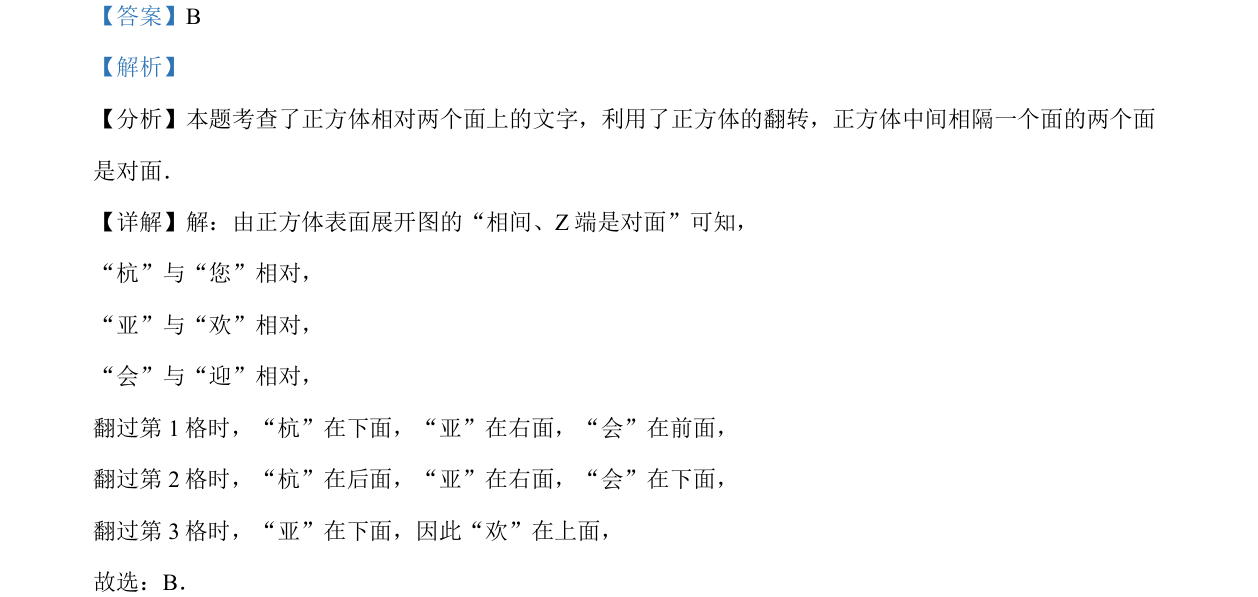 【答案】B
【解析】
【分析】本题考查了正方体相对两个面上的文字，利用了正方体的翻转，正方体中间相隔一个面的两个面
是对面．
【详解】解：由正方体表面展开图的“相间、Z 端是对面”可知，
“杭”与“您”相对，
“亚”与“欢”相对，
“会”与“迎”相对，
翻过第 1 格时，“杭”在下面，“亚”在右面，“会”在前面，
翻过第 2 格时，“杭”在后面，“亚”在右面，“会”在下面，
翻过第 3 格时，“亚”在下面，因此“欢”在上面，
故选：B．